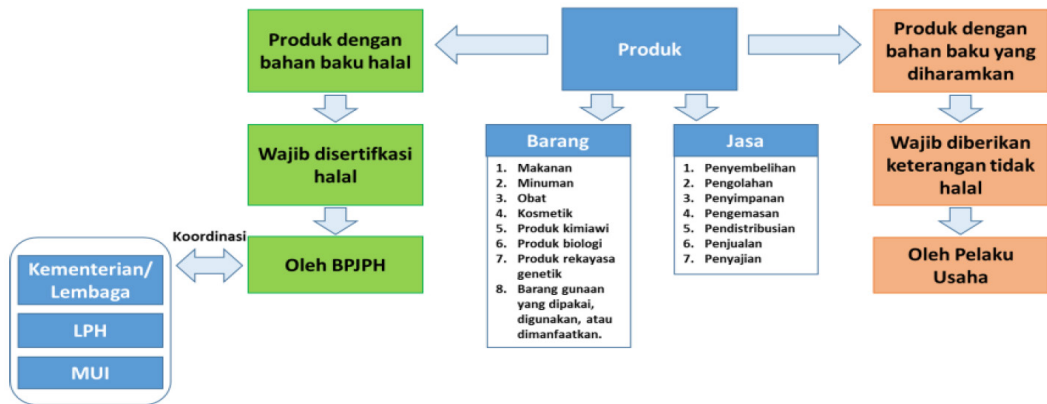 Produk dengan
bahan baku halal
Produk
Produk dengan
bahan baku yang
diharamkan
Wajib disertifkasi
halal
Barang
1. Makanan
2. Minuman
3. Obat
4. Kosmetik
5. Produk kimiawi
6. Produk biologi
7. Produk rekayasa
genetik
8. Barang gunaan
yang dipakai,
digunakan, atau
dimanfaatkan.
Jasa
1. Penyembelihan
2. Pengolahan
3. Penyimpanan
4. Pengemasan
5. Pendistribusian
6. Penjualan
7. Penyajian
Wajib diberikan
keterangan tidak
halal
Koordinasi
Oleh BPJPH
Oleh Pelaku
Usaha
Kementerian/
Lembaga
LPH
MUI